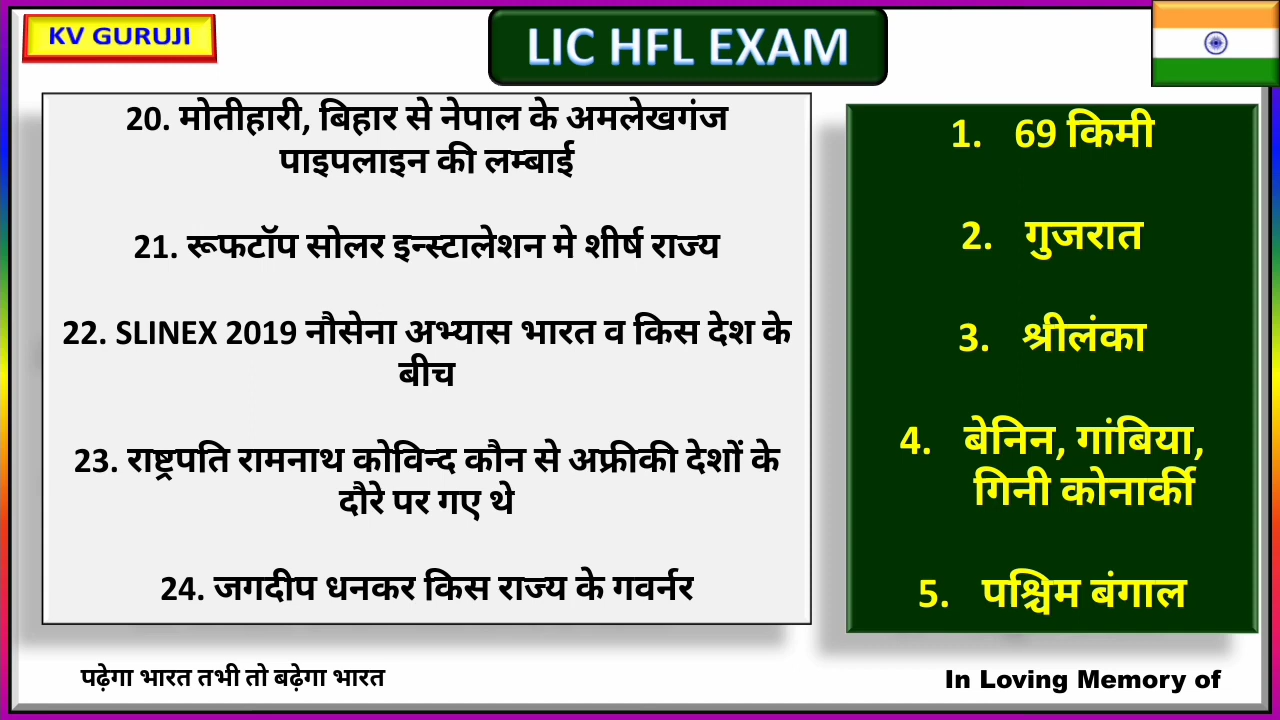 KV GURUJI
LIC HFL EXAM
20. मोतीहारी, बिहार से नेपाल के अमलेखगंज
पाइपलाइन की लम्बाई
21. रूफटॉप सोलर इन्स्टालेशन मे शीर्ष राज्य
22. SLINEX 2019 नौसेना अभ्यास भारत व किस देश के
बीच
23. राष्ट्रपति रामनाथ कोविन्द कौन से अफ्रीकी देशों के
दौरे पर गए थे
24. जगदीप धनकर किस राज्य के गवर्नर
1. 69 किमी
2. गुजरात
3. श्रीलंका
4. बेनिन, गांबिया,
गिनी कोनार्की
5. पश्चिम बंगाल
पढ़ेगा भारत तभी तो बढ़ेगा भारत
In Loving Memory of